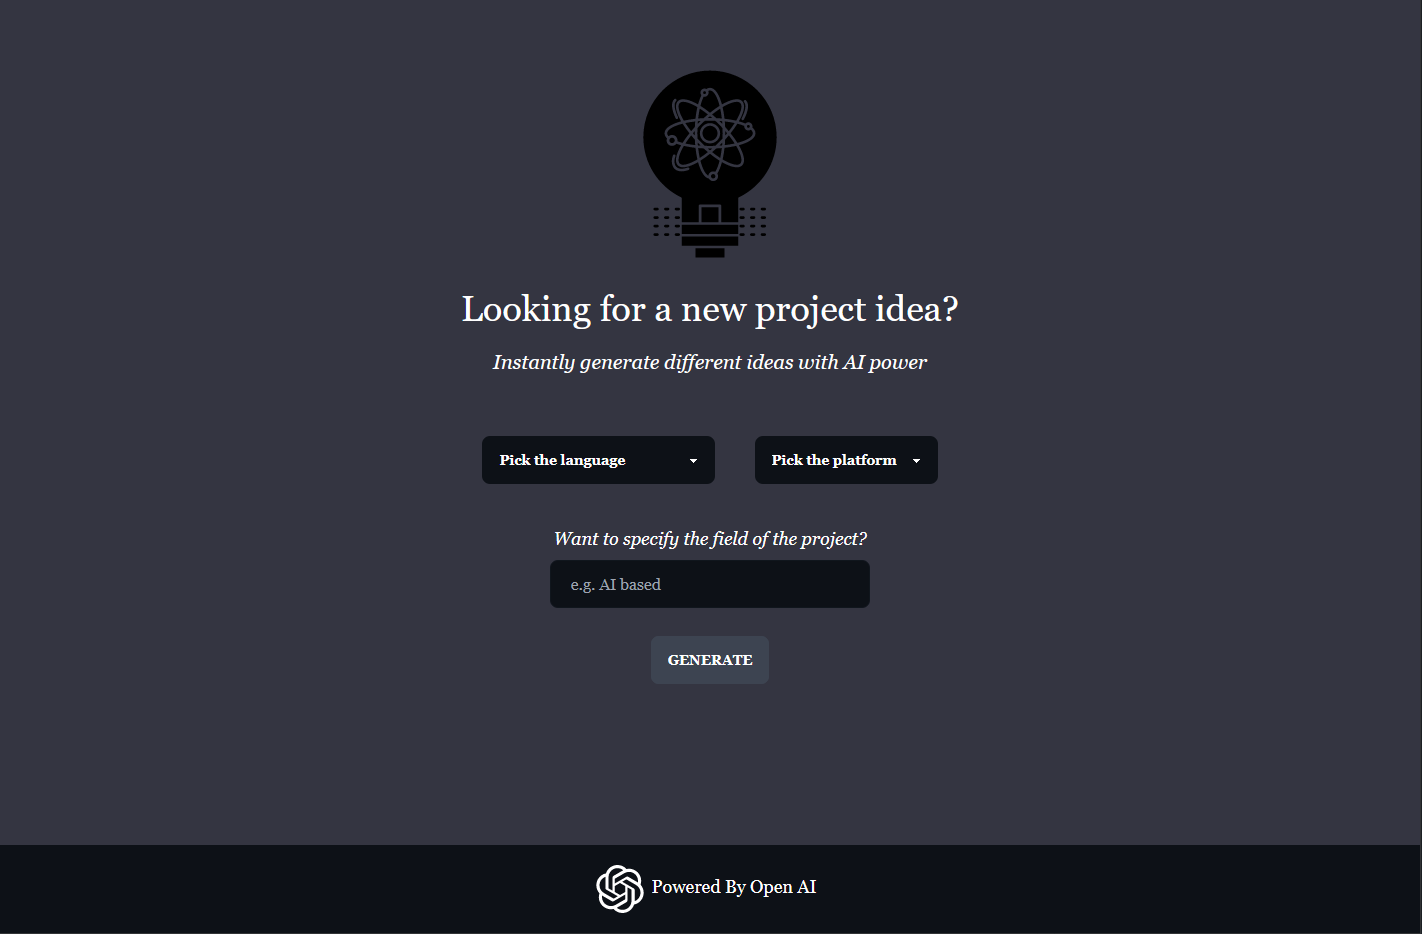 Looking for a new project idea?
Instantly generate different ideas with AI power
Pick the language
Pick the platform
Want to specify the field of the project?
e.g. AI based
GENERATE
Powered By Open AI